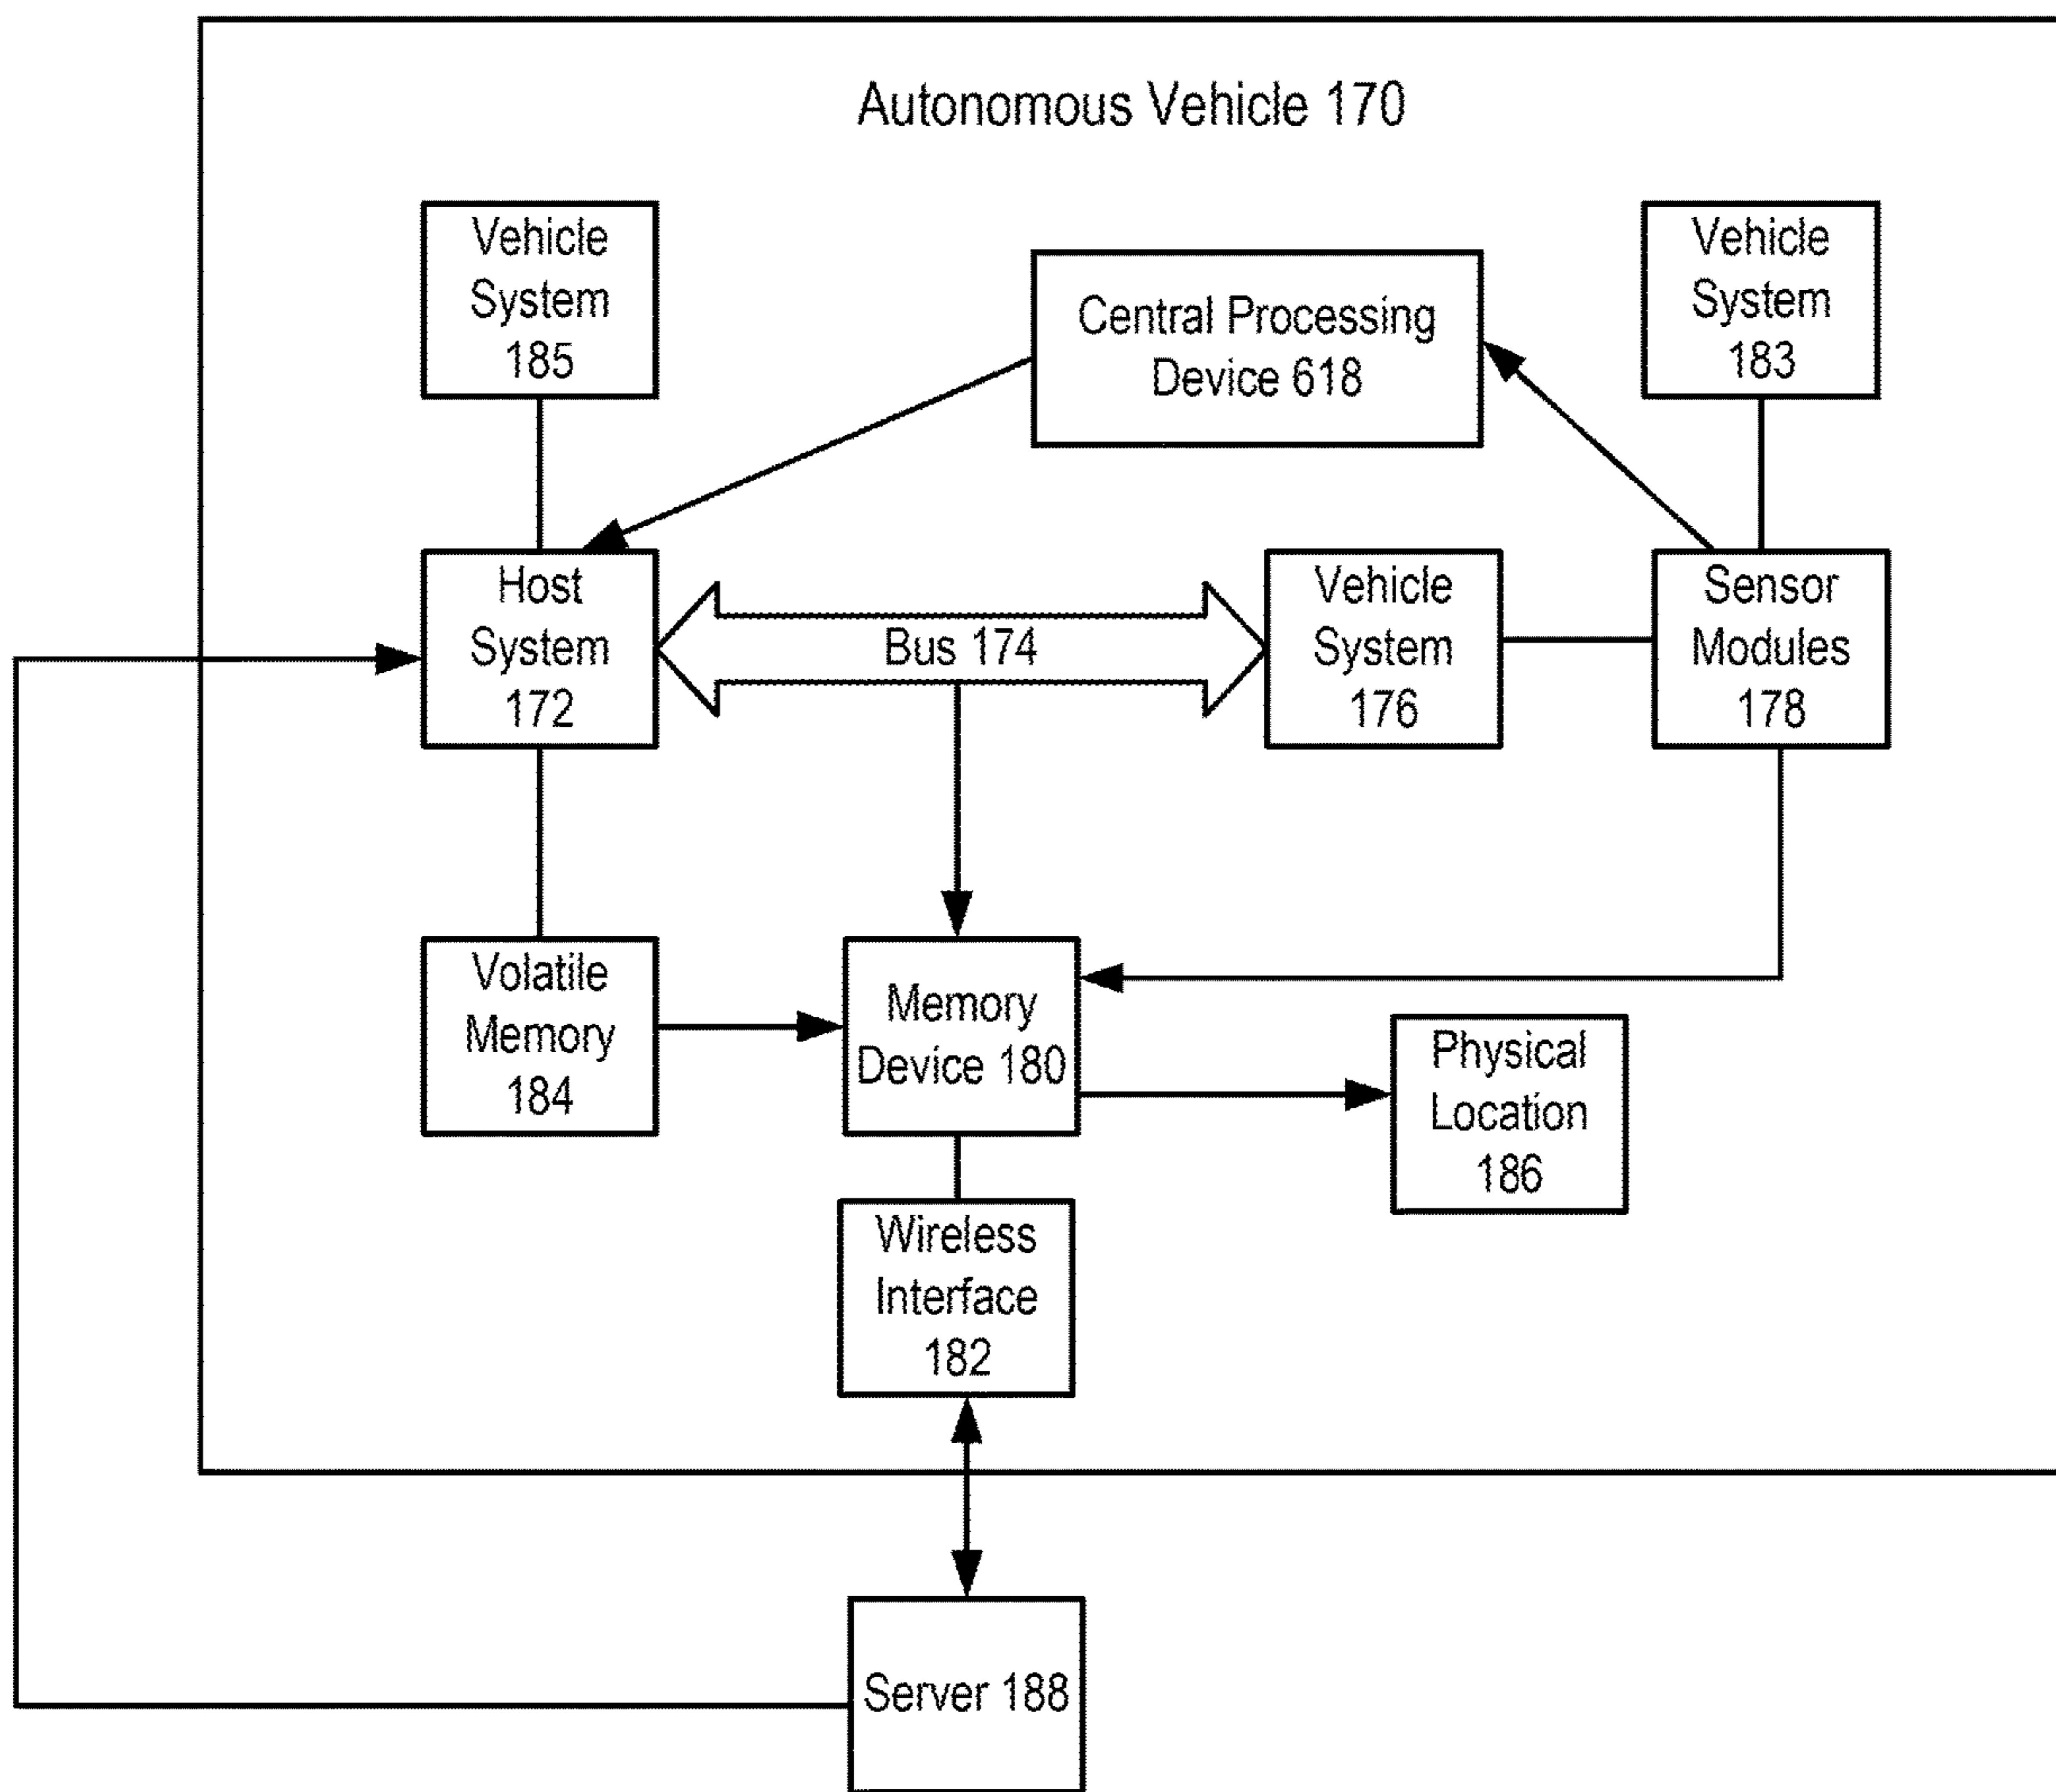 Autonomous Vehicle 170
Vehicle
System
185
Central Processing
Device 618
Vehicle
System
183
Host
System
172
Bus 174
Vehicle
System
176
Sensor
Modules
178
Volatile
Memory
184
Memory
Device 180
Physical
Location
186
Wireless
Interface
182
Server 188